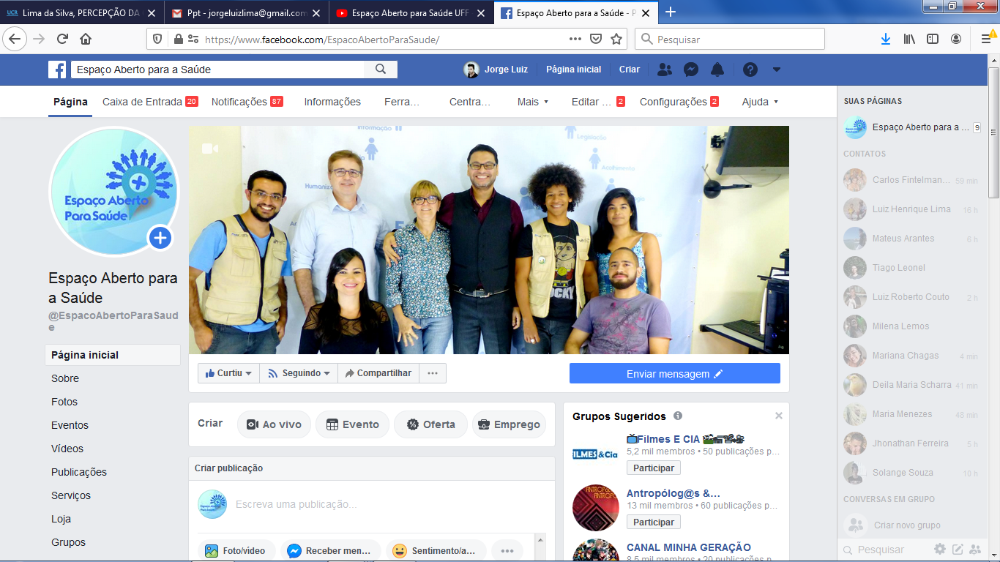 Lima da Silva, PERCEPÇÃO DA
Ppt - jorgeluizlima@gmail.com
Espaço Aberto para Saúde UFF
Espaço Aberto para a Saúde - P
https://www.facebook.com/EspacoAbertoParaSaude/
Pesquisar
Espaço Aberto para a Saúde
Jorge Luiz
Página inicial
Criar
Página
Caixa de Entrada 20
Notificações 87
Informações
Ferra…
Centra…
Mais
Editar … 2
Configurações 2
Ajuda
Espaço Aberto
Para Saúde
Espaço Aberto para
a Saúde
@EspacoAbertoParaSaud
e
Página inicial
Sobre
Fotos
Eventos
Vídeos
Publicações
Serviços
Loja
Grupos
Informação
Legislação
Acolhimento
Humaniz
ROCKY
Curtiu
Seguindo
Compartilhar
Enviar mensagem
Criar
Ao vivo
Evento
Oferta
Emprego
Criar publicação
Escreva uma publicação...
Foto/vídeo
Receber men…
Sentimento/a…
Grupos Sugeridos
Filmes E CIA
5,2 mil membros • 50 publicações p…
Participar
FILMES&Cia
Antropólog@s &…
13 mil membros • 60 publicações p…
Participar
CANAL MINHA GERAÇÃO
8,5 mil membros • 20 publicações p…
SUAS PÁGINAS
Espaço Aberto para a … 9
CONTATOS
Carlos Fintelman… 59 min
Luiz Henrique Lima 16 h
Mateus Arantes 6 h
Tiago Leonel
Luiz Roberto Couto 2 h
Milena Lemos
Mariana Chagas 4 min
Deila Maria Scharra 41 min
Maria Menezes 48 min
Jhonathan Ferreira 5 h
Solange Souza 10 h
CONVERSAS EM GRUPO
Criar novo grupo
Pesquisar